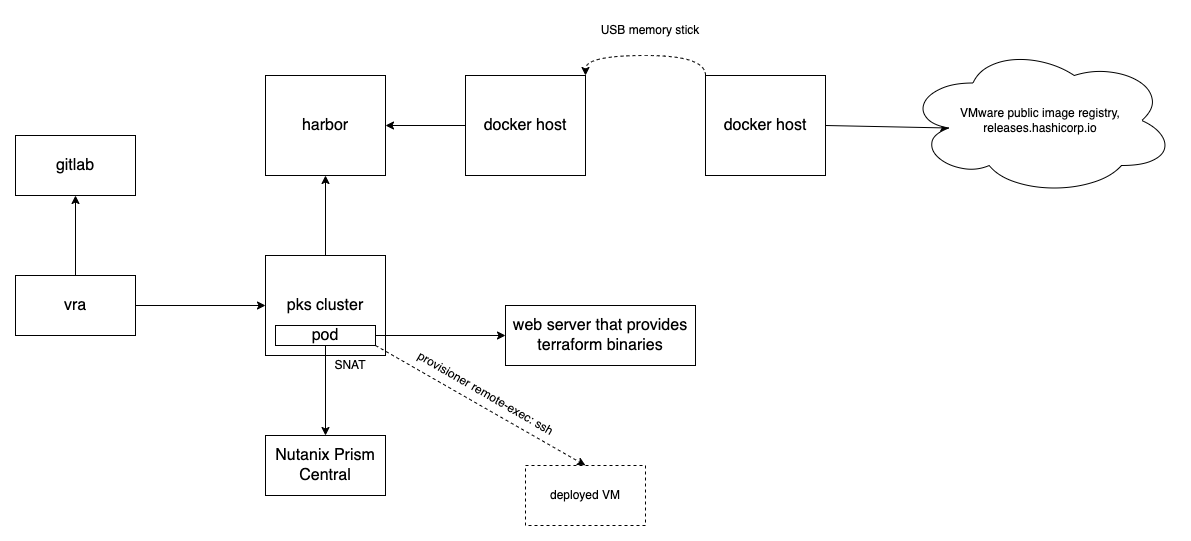 USB memory stick
harbor
docker host
docker host
VMware public image registry,
releases.hashicorp.io
gitlab
vra
pks cluster
pod
web server that provides
terraform binaries
SNAT
provisioner remote-exec: ssh
Nutanix Prism
Central
deployed VM